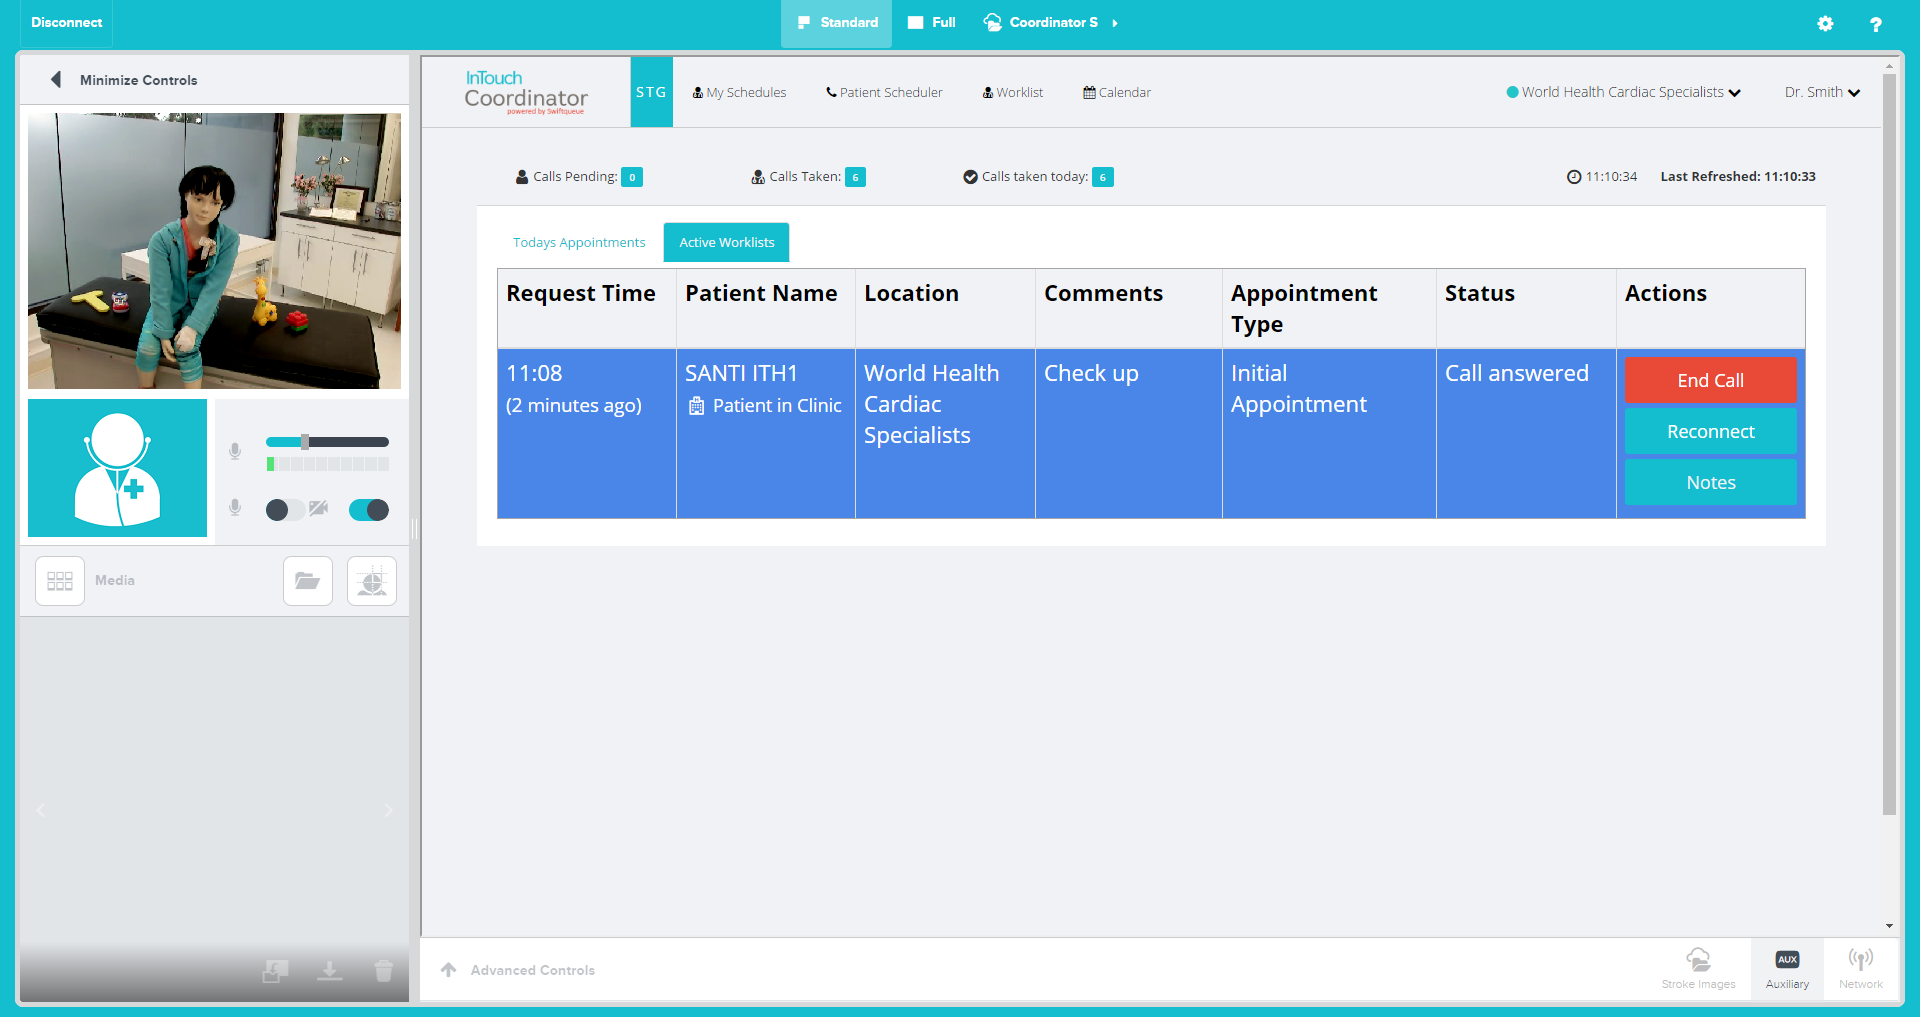 Disconnect
Standard
Full
Coordinator S
?
Minimize Controls
InTouch
Coordinator
powered by Swiftqueue
STG
My Schedules
Patient Scheduler
Worklist
Calendar
World Health Cardiac Specialists
Dr. Smith
Calls Pending: 0
Calls Taken: 6
Calls taken today: 6
11:10:34
Last Refreshed: 11:10:33
Todays Appointments
Active Worklists
Request Time
Patient Name
Location
Comments
Appointment
Type
Status
Actions
11:08
(2 minutes ago)
SANTI ITH1
Patient in Clinic
World Health
Cardiac
Specialists
Check up
Initial
Appointment
Call answered
End Call
Reconnect
Notes
Media
Advanced Controls
Stroke Images
AUX
Auxiliary
Network